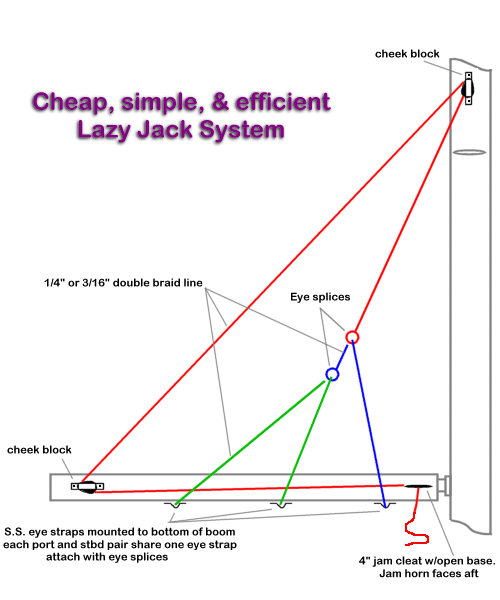 cheek block
Cheap, simple, & efficient
Lazy Jack System
1/4" or 3/16" double braid line
Eye splices
cheek block
S.S. eye straps mounted to bottom of boom
each port and stbd pair share one eye strap
attach with eye splices
4" jam cleat w/open base.
Jam horn faces aft